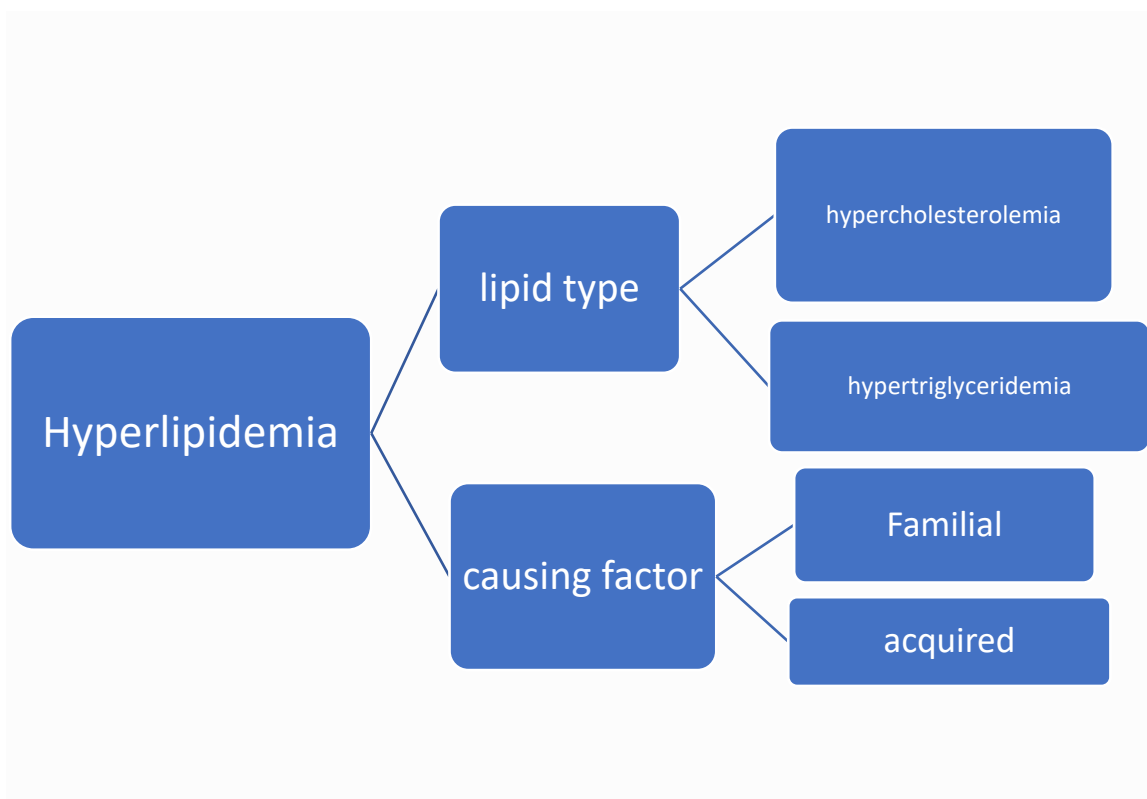 Hyperlipidemia
lipid type
hypercholesterolemia
hypertriglyceridemia
causing factor
Familial
acquired